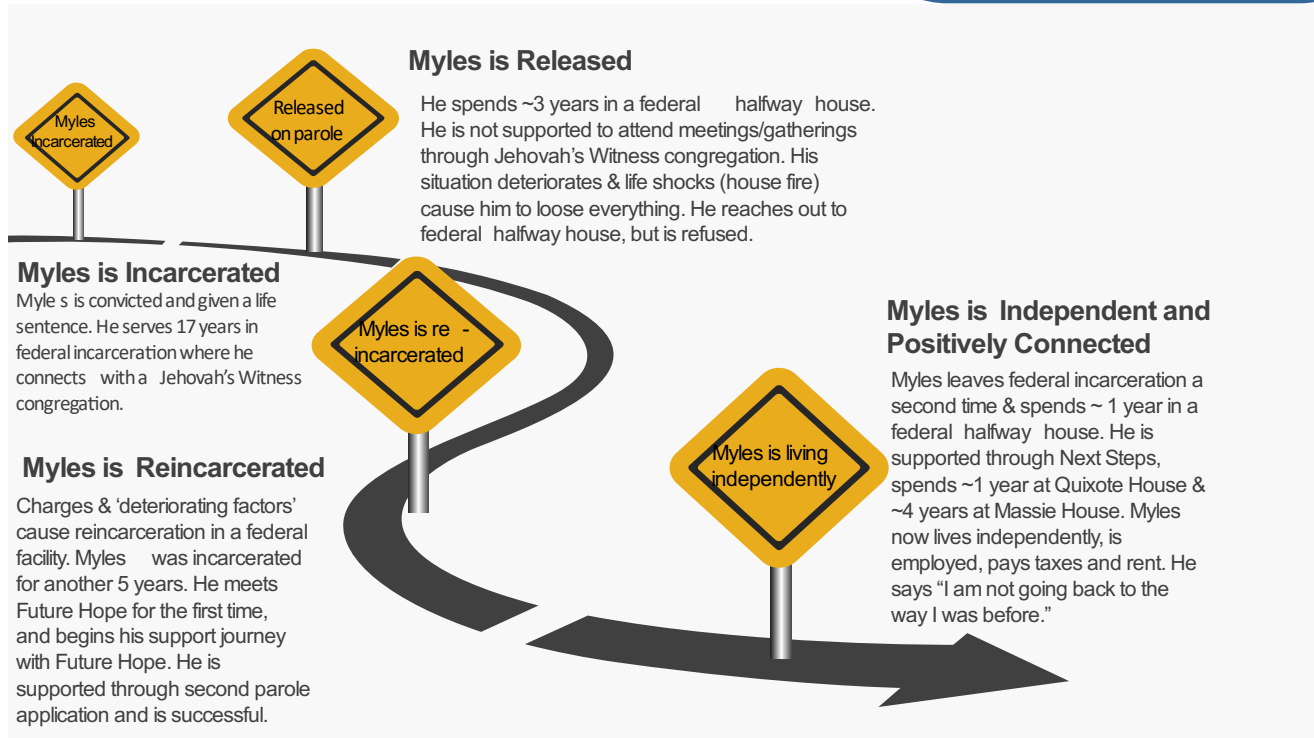 Myles
Incarcerated
Released
on parole
Myles is Released
He spends ~3 years in a federal halfway house.
He is not supported to attend meetings/gatherings
through Jehovah's Witness congregation. His
situation deteriorates & life shocks (house fire)
cause him to loose everything. He reaches out to
federal halfway house, but is refused.
Myles is Incarcerated
Myle s is convicted and given a life
sentence. He serves 17 years in
federal incarceration where he
connects with a Jehovah's Witness
congregation.
Myles is re -
incarcerated
Myles is Reincarcerated
Charges & 'deteriorating factors'
cause reincarceration in a federal
facility. Myles was incarcerated
for another 5 years. He meets
Future Hope for the first time,
and begins his support journey
with Future Hope. He is
supported through second parole
application and is successful.
Myles is living
independently
Myles is Independent and
Positively Connected
Myles leaves federal incarceration a
second time & spends ~ 1 year in a
federal halfway house. He is
supported through Next Steps,
spends ~1 year at Quixote House &
~4 years at Massie House. Myles
now lives independently, is
employed, pays taxes and rent. He
says “I am not going back to the
way I was before.”